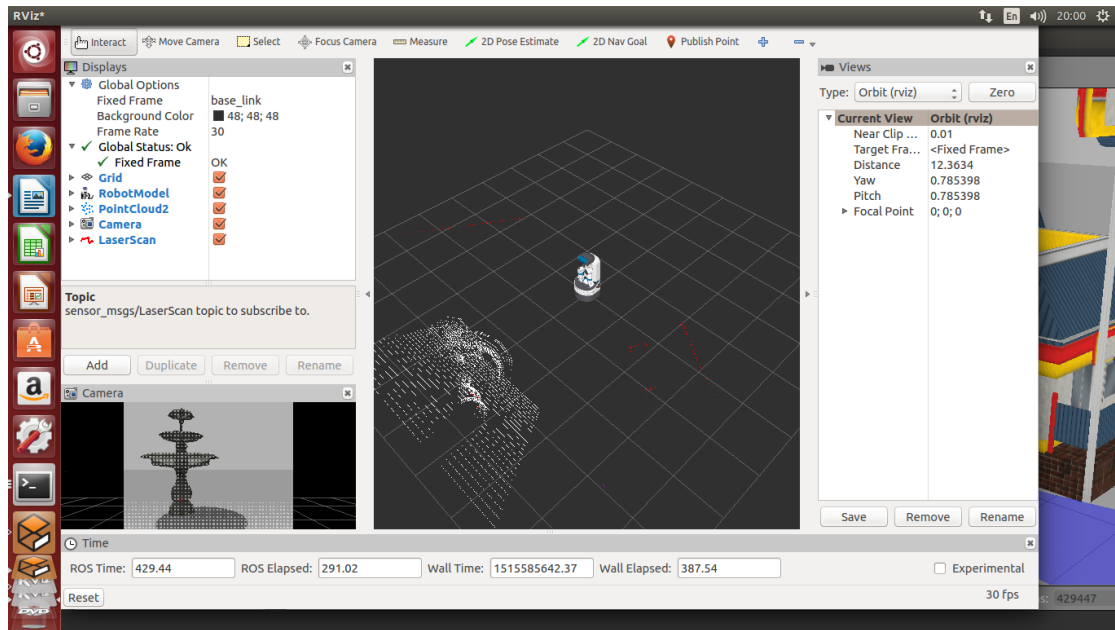 RViz*
En 20:00
Interact Move Camera Select Focus Camera Measure 2D Pose Estimate 2D Nav Goal Publish Point
Displays
Global Options
Fixed Frame base_link
Background Color 48; 48; 48
Frame Rate 30
Global Status: Ok
Fixed Frame OK
Grid
RobotModel
PointCloud2
Camera
LaserScan
Topic
sensor_msgs/LaserScan topic to subscribe to.
Add Duplicate Remove Rename
Camera
Views
Type: Orbit (rviz) Zero
Current View Orbit (rviz)
Near Clip ... 0.01
Target Fra... <Fixed Frame>
Distance 12.3634
Yaw 0.785398
Pitch 0.785398
Focal Point 0; 0; 0
Save Remove Rename
Time
ROS Time: 429.44 ROS Elapsed: 291.02 Wall Time: 1515585642.37 Wall Elapsed: 387.54 Experimental
Reset 30 fps
429447